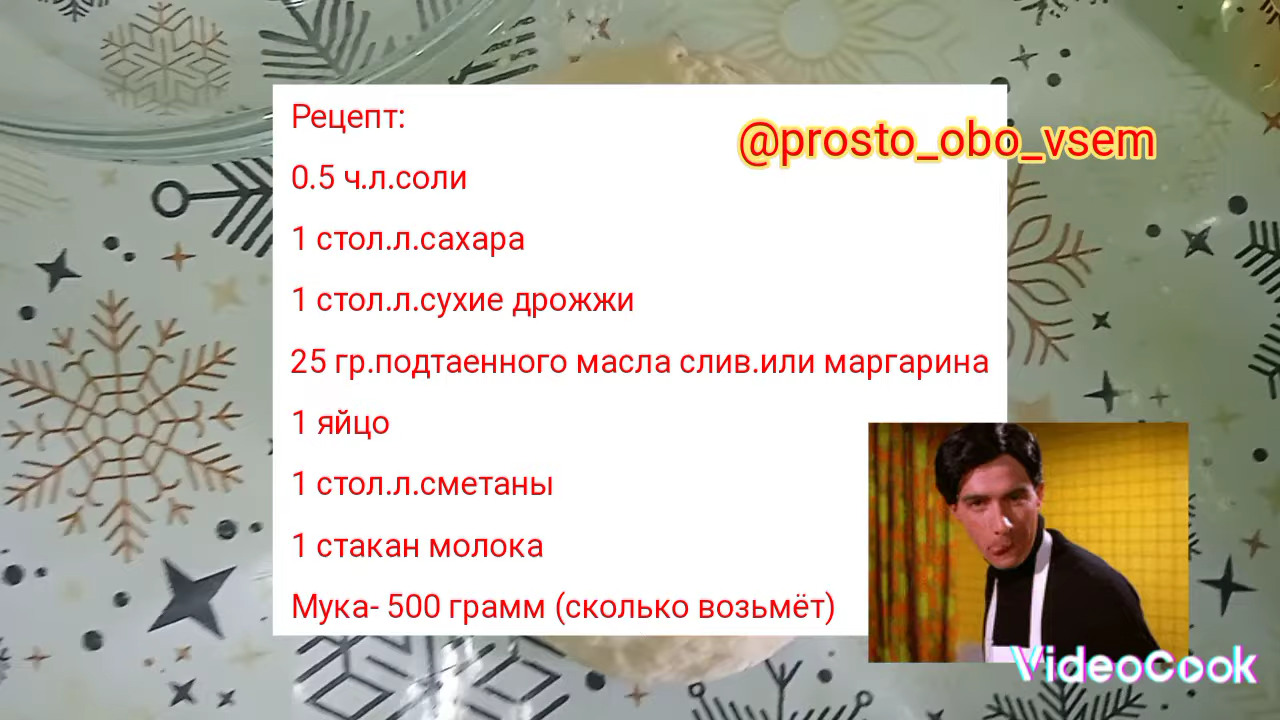 Рецепт:
@prosto_obo_vsem
0.5 ч.л.соли
1 стол.л.сахара
1 стол.л.сухие дрожжи
25 гр.подтаенного масла слив.или маргарина
1 яйцо
1 стол.л.сметаны
1 стакан молока
Мука- 500 грамм (сколько возьмёт)
VideoCook